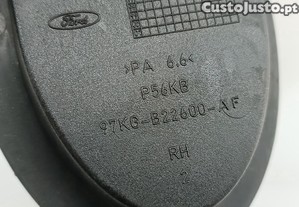 CustoJusto.pt
Ford
>PA 6.6<
P56KB
97KG-B22600-AF
RH